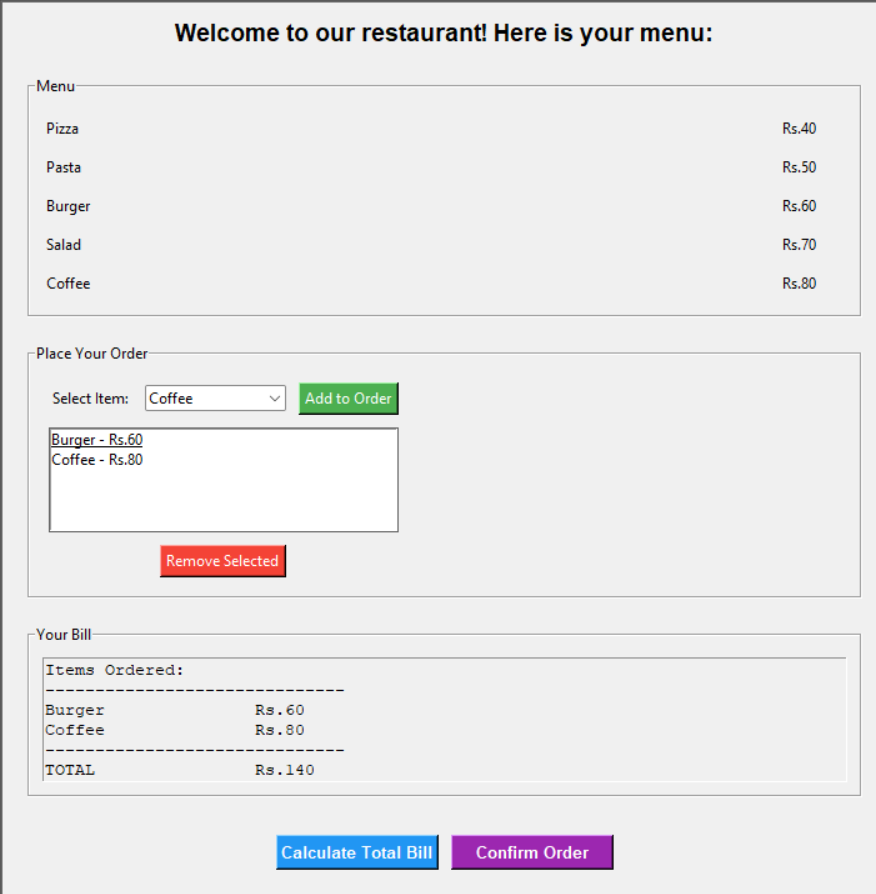 Welcome to our restaurant! Here is your menu:
Menu
Pizza Rs.40
Pasta Rs.50
Burger Rs.60
Salad Rs.70
Coffee Rs.80
Place Your Order
Select Item: Coffee Add to Order
Burger - Rs.60
Coffee - Rs.80
Remove Selected
Your Bill
Items Ordered:
------------------------------
Burger Rs.60
Coffee Rs.80
------------------------------
TOTAL Rs.140
Calculate Total Bill Confirm Order